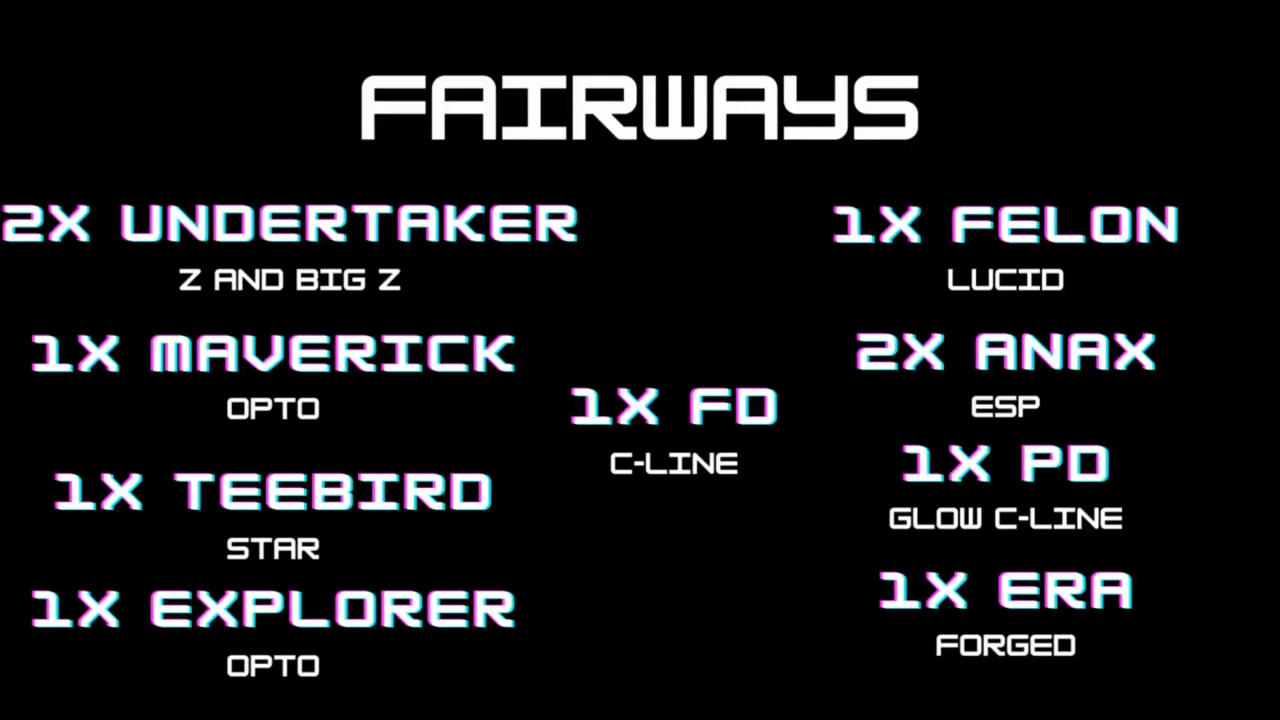 FAIRWAYS
2X UNDERTAKER
Z AND BIG Z
1X MAVERICK
OPTO
1X TEEBIRD
STAR
1X EXPLORER
OPTO
1X FD
C-LINE
1X FELON
LUCID
2X ANAX
ESP
1X PD
GLOW C-LINE
1X ERA
FORGED